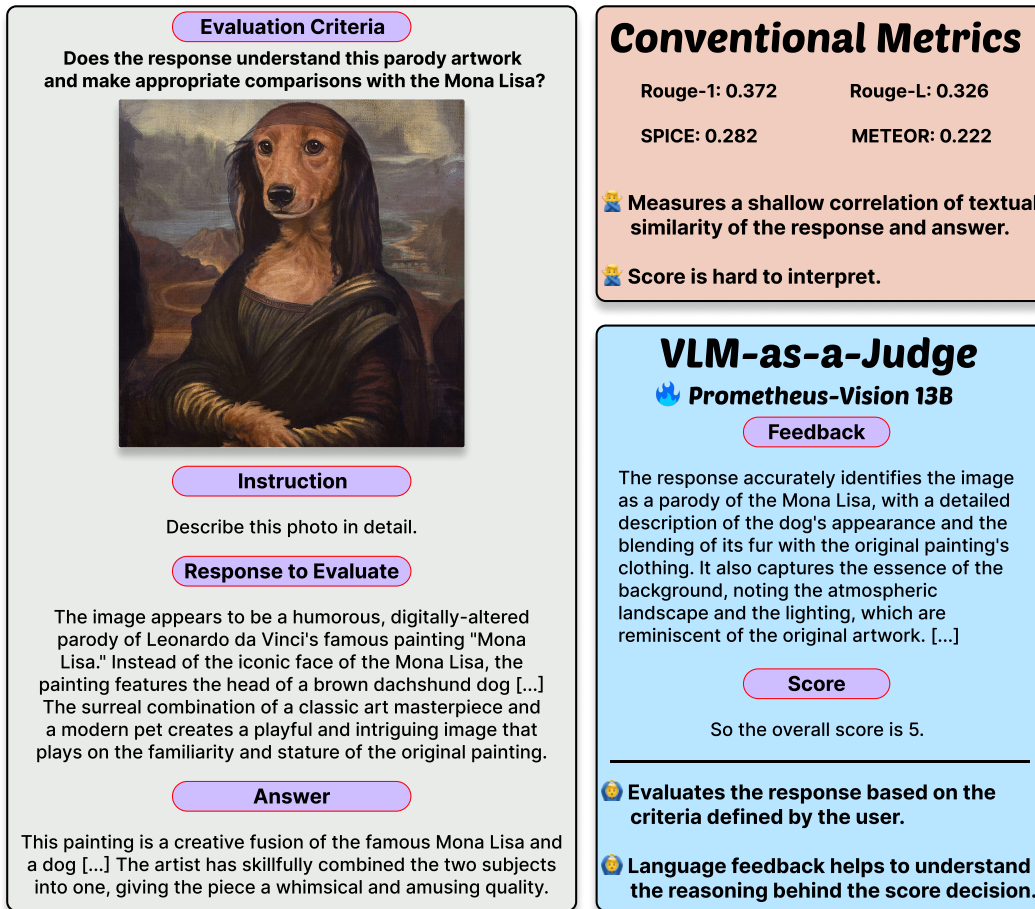 Evaluation Criteria
Does the response understand this parody artwork
and make appropriate comparisons with the Mona Lisa?
Instruction
Describe this photo in detail.
Response to Evaluate
The image appears to be a humorous, digitally-altered
parody of Leonardo da Vinci's famous painting "Mona
Lisa." Instead of the iconic face of the Mona Lisa, the
painting features the head of a brown dachshund dog [...]
The surreal combination of a classic art masterpiece and
a modern pet creates a playful and intriguing image that
plays on the familiarity and stature of the original painting.
Answer
This painting is a creative fusion of the famous Mona Lisa and
a dog [...] The artist has skillfully combined the two subjects
into one, giving the piece a whimsical and amusing quality.
Conventional Metrics
Rouge-1: 0.372 Rouge-L: 0.326
SPICE: 0.282 METEOR: 0.222
Measures a shallow correlation of textual
similarity of the response and answer.
Score is hard to interpret.
VLM-as-a-Judge
Prometheus-Vision 13B
Feedback
The response accurately identifies the image
as a parody of the Mona Lisa, with a detailed
description of the dog's appearance and the
blending of its fur with the original painting's
clothing. It also captures the essence of the
background, noting the atmospheric
landscape and the lighting, which are
reminiscent of the original artwork. [...]
Score
So the overall score is 5.
Evaluates the response based on the
criteria defined by the user.
Language feedback helps to understand
the reasoning behind the score decision.